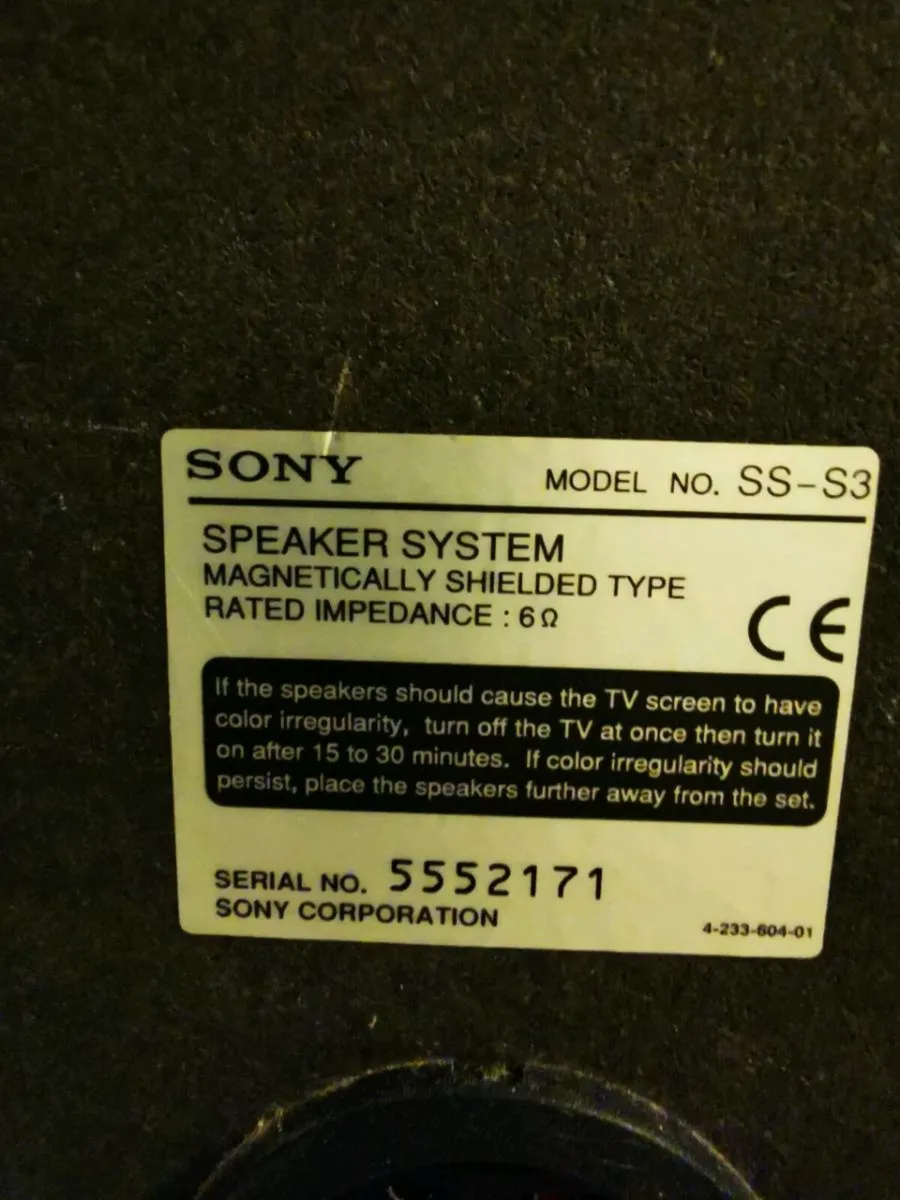 SONY MODEL NO. SS-S3
SPEAKER SYSTEM
MAGNETICALLY SHIELDED TYPE
RATED IMPEDANCE : 6Ω
CE
If the speakers should cause the TV screen to have
color irregularity, turn off the TV at once then turn it
on after 15 to 30 minutes. If color irregularity should
persist, place the speakers further away from the set.
SERIAL NO. 5552171
SONY CORPORATION 4-233-604-01